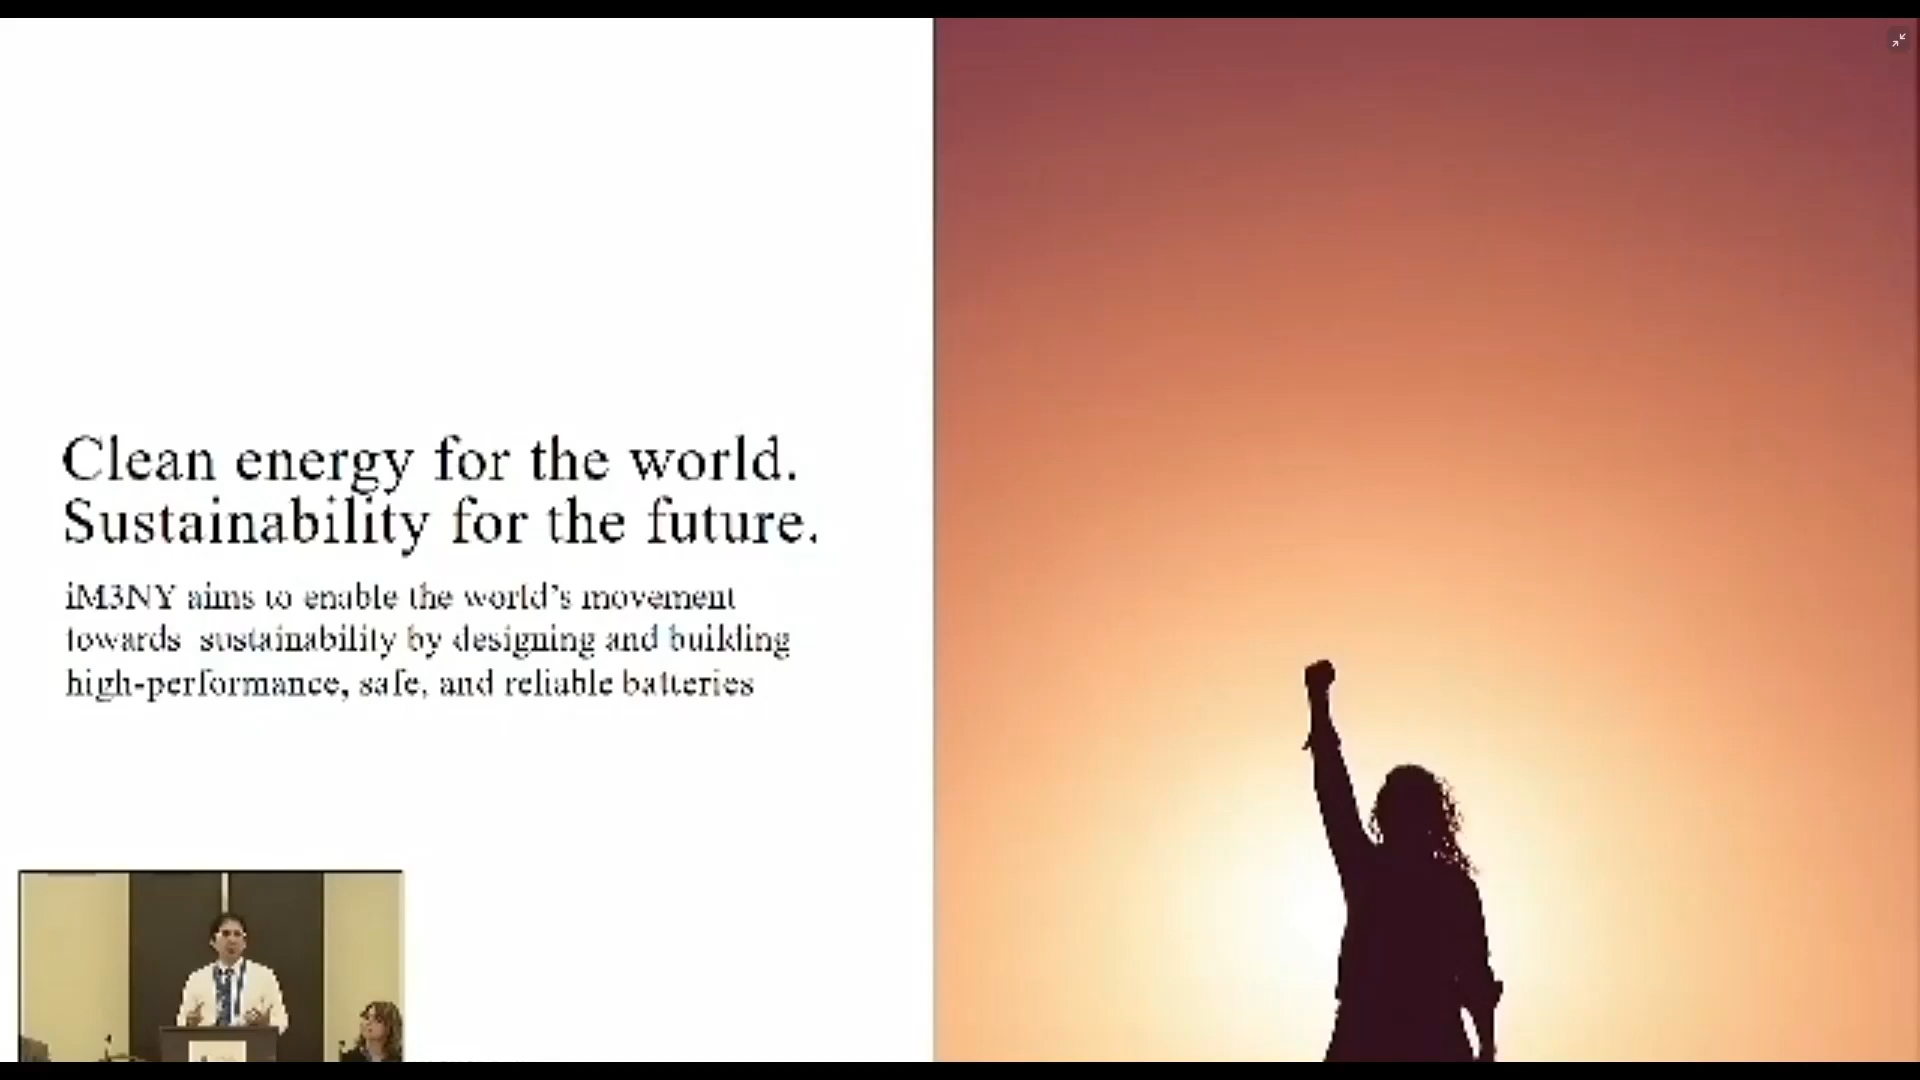 Clean energy for the world.
Sustainability for the future.
iM3NY aims to enable the world's movement
towards sustainability by designing and building
high-performance, safe, and reliable batteries